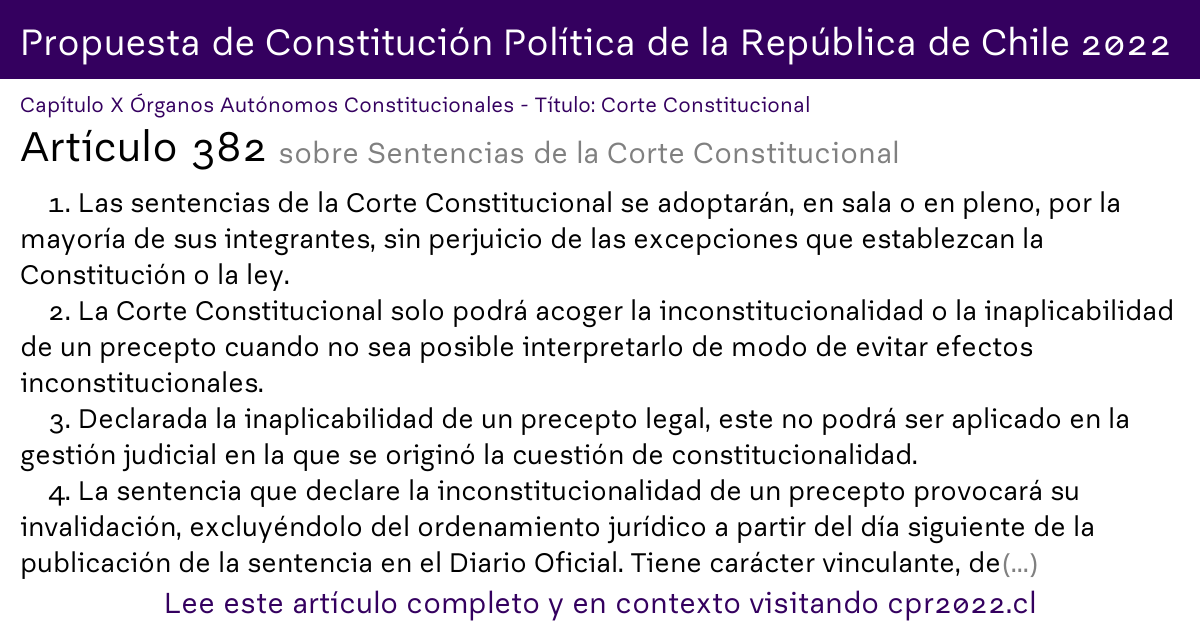 Propuesta de Constitución Política de la República de Chile 2022
Capítulo X Órganos Autónomos Constitucionales - Título: Corte Constitucional
Artículo 382 sobre Sentencias de la Corte Constitucional
1. Las sentencias de la Corte Constitucional se adoptarán, en sala o en pleno, por la
mayoría de sus integrantes, sin perjuicio de las excepciones que establezcan la
Constitución o la ley.
2. La Corte Constitucional solo podrá acoger la inconstitucionalidad o la inaplicabilidad
de un precepto cuando no sea posible interpretarlo de modo de evitar efectos
inconstitucionales.
3. Declarada la inaplicabilidad de un precepto legal, este no podrá ser aplicado en la
gestión judicial en la que se originó la cuestión de constitucionalidad.
4. La sentencia que declare la inconstitucionalidad de un precepto provocará su
invalidación, excluyéndolo del ordenamiento jurídico a partir del día siguiente de la
publicación de la sentencia en el Diario Oficial. Tiene carácter vinculante, de(...)
Lee este artículo completo y en contexto visitando cpr2022.cl